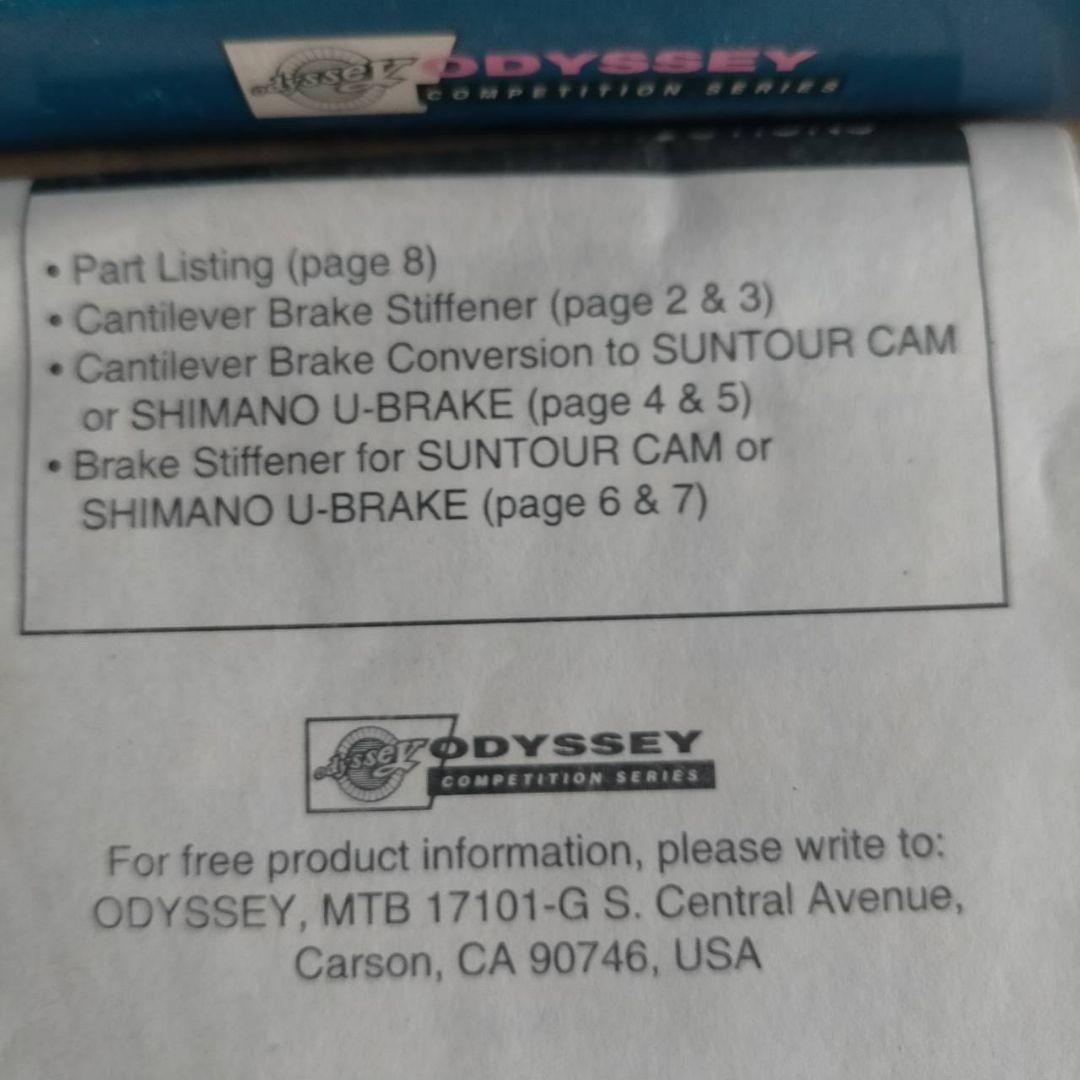 odyssey ODYSSEY
COMPETITION SERIES
• Part Listing (page 8)
• Cantilever Brake Stiffener (page 2 & 3)
• Cantilever Brake Conversion to SUNTOUR CAM
or SHIMANO U-BRAKE (page 4 & 5)
• Brake Stiffener for SUNTOUR CAM or
SHIMANO U-BRAKE (page 6 & 7)
odyssey ODYSSEY
COMPETITION SERIES
For free product information, please write to:
ODYSSEY, MTB 17101-G S. Central Avenue,
Carson, CA 90746, USA